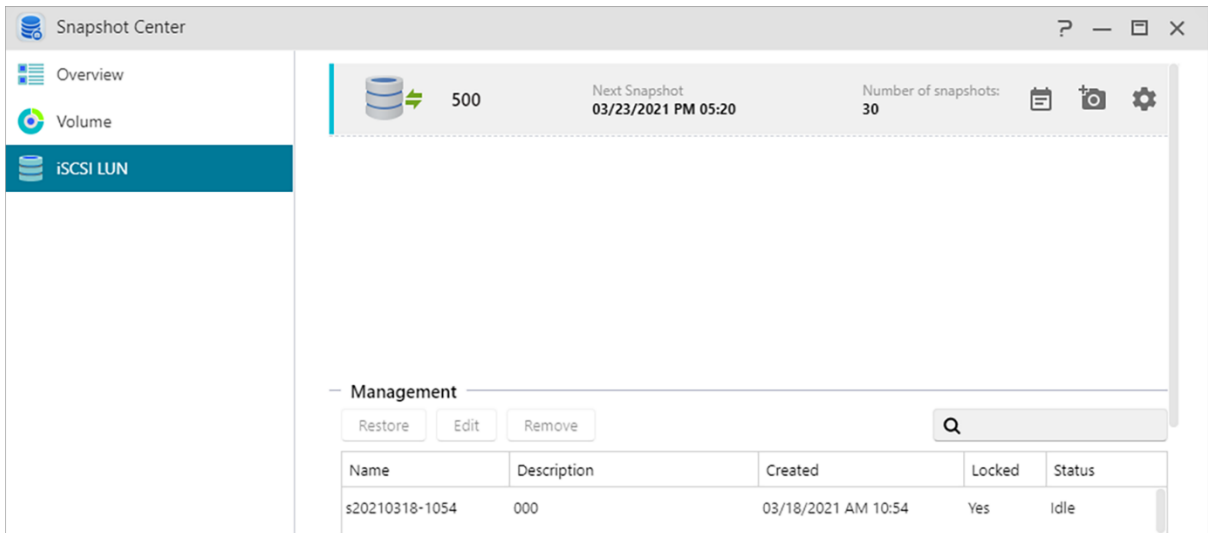 Snapshot Center
Overview
Volume
iSCSI LUN
500
Next Snapshot
03/23/2021 PM 05:20
Number of snapshots:
30
Management
Restore Edit Remove
Name Description Created Locked Status
s20210318-1054 000 03/18/2021 AM 10:54 Yes Idle